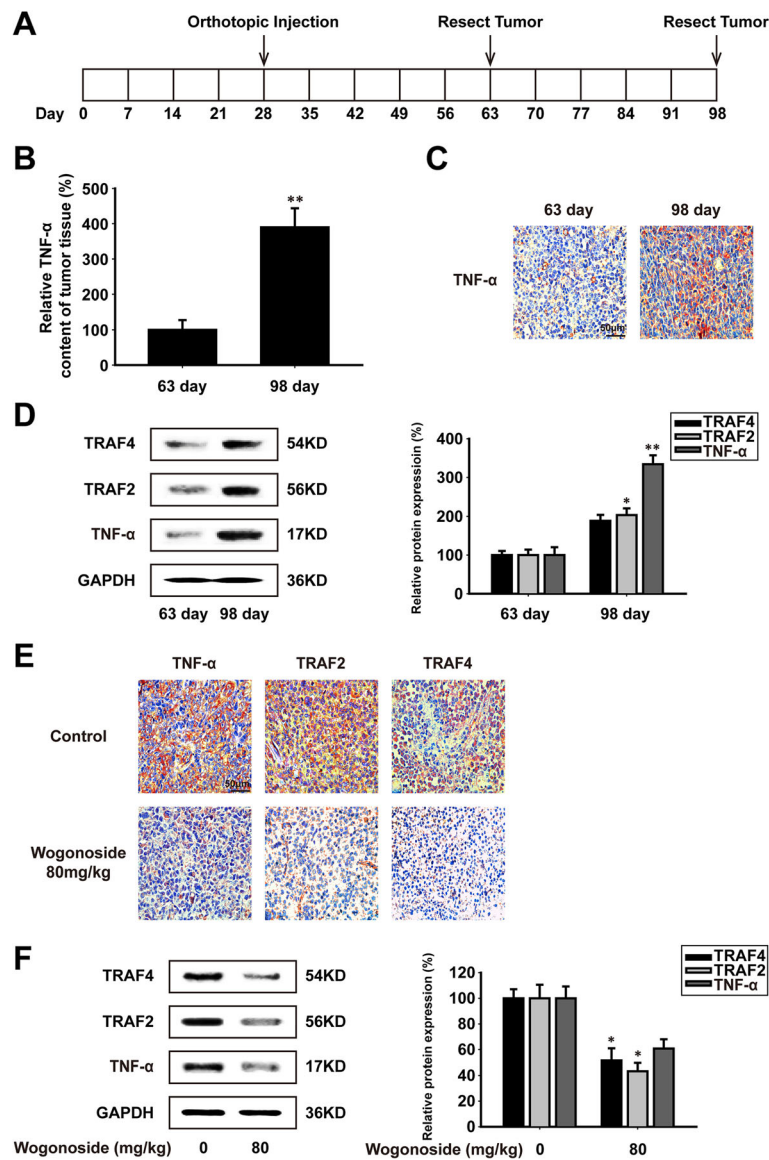 A
Orthotopic Injection Resect Tumor Resect Tumor
Day 0 7 14 21 28 35 42 49 56 63 70 77 84 91 98
B
Relative TNF-α
content of tumor tissue (%)
500
400
300
200
100
0
**
63 day 98 day
C
63 day 98 day
TNF-α
50μm
D
TRAF4 54KD
TRAF2 56KD
TNF-α 17KD
GAPDH 36KD
63 day 98 day
Relative protein expressioin (%)
400
300
200
100
0
* **
63 day 98 day
TRAF4
TRAF2
TNF-α
E
TNF-α TRAF2 TRAF4
Control
50μm
Wogonoside
80mg/kg
F
TRAF4 54KD
TRAF2 56KD
TNF-α 17KD
GAPDH 36KD
Wogonoside (mg/kg) 0 80
Relative protein expression (%)
120
100
80
60
40
20
0
* *
Wogonoside (mg/kg) 0 80
TRAF4
TRAF2
TNF-α